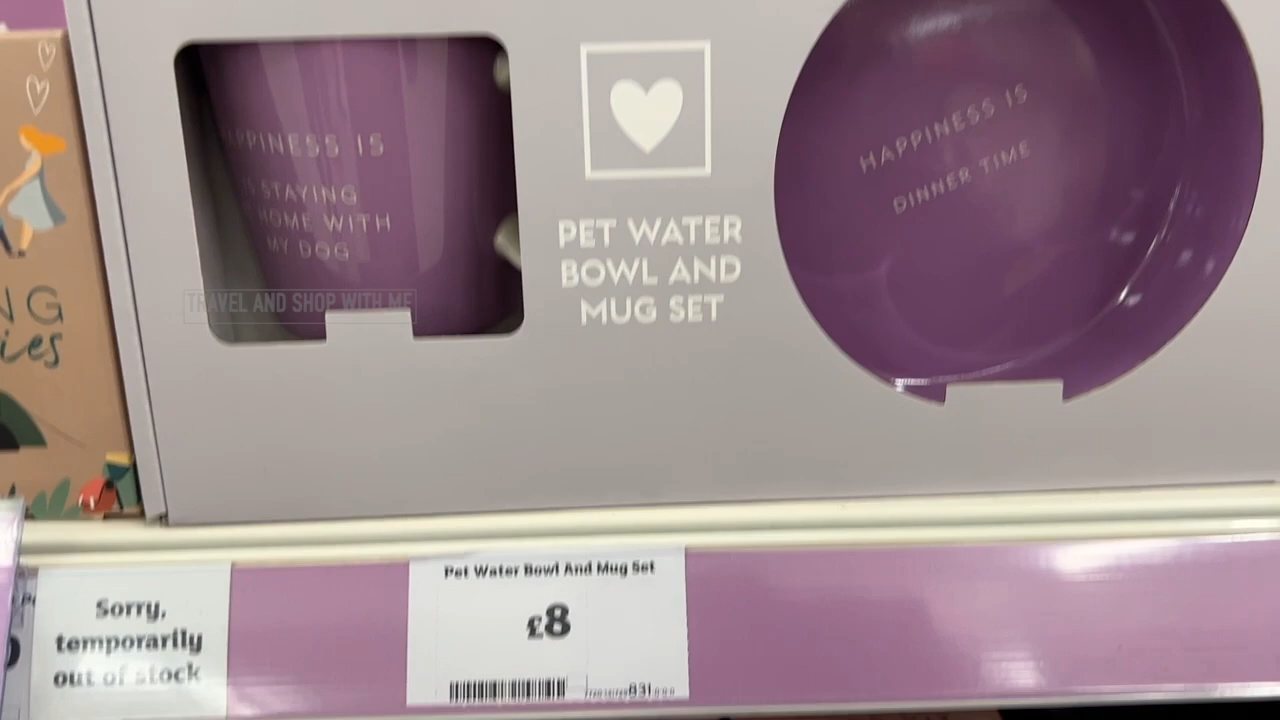 HAPPINESS IS
STAYING
HOME WITH
MY DOG
TRAVEL AND SHOP WITH ME
PET WATER
BOWL AND
MUG SET
HAPPINESS IS
DINNER TIME
Sorry,
temporarily
out of stock
Pet Water Bowl And Mug Set
£8